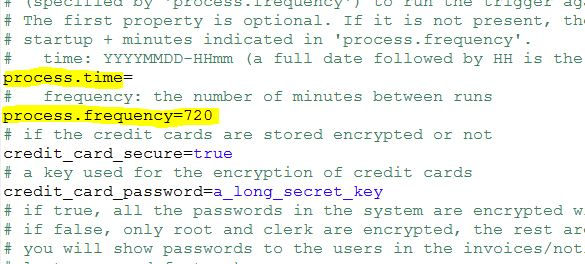 # (specified by 'process.frequency') to run the trigger aga
# The first property is optional. If it is not present, the
# startup + minutes indicated in 'process.frequency'.
#   time: YYYYMMDD-HHmm (a full date followed by HH is the
process.time=
#   frequency: the number of minutes between runs
process.frequency=720
# if the credit cards are stored encrypted or not
credit_card_secure=true
# a key used for the encryption of credit cards
credit_card_password=a_long_secret_key
# if true, all the passwords in the system are encrypted wi
# if false, only root and clerk are encrypted, the rest are
# you will show passwords to the users in the invoices/not